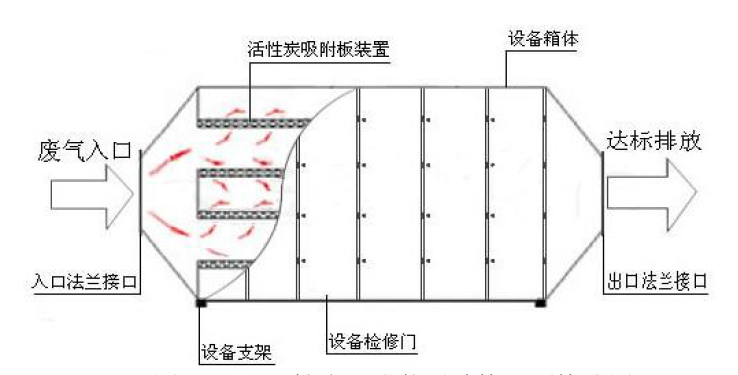 设备箱体
活性炭吸附板装置
废气入口
达标排放
入口法兰接口
出口法兰接口
设备检修门
设备支架